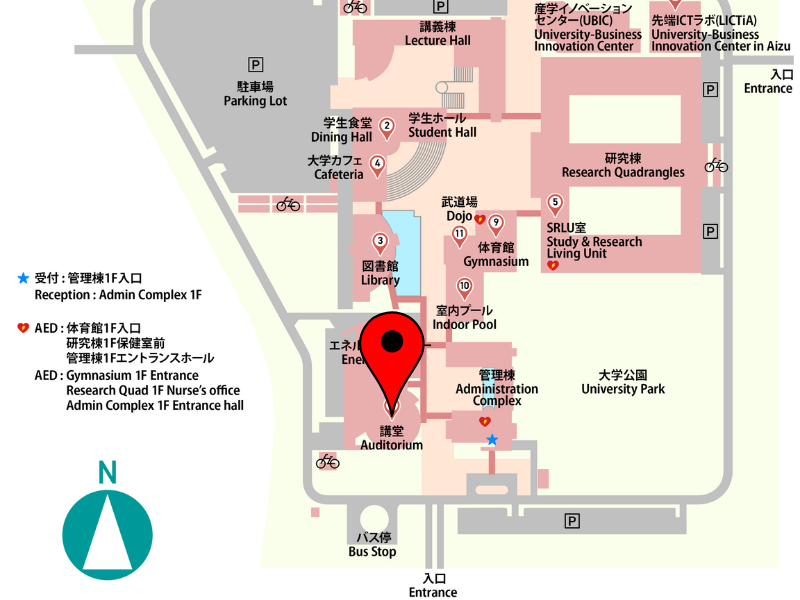 P
講義棟
Lecture Hall
産学イノベーション
センター(UBIC)
University-Business
Innovation Center
先端ICTラボ(LICTiA)
University-Business
Innovation Center in Aizu
入口
Entrance
P
駐車場
Parking Lot
P
学生食堂
Dining Hall
2
学生ホール
Student Hall
大学カフェ
Cafeteria
4
研究棟
Research Quadrangles
武道場
Dojo
9
11
体育館
Gymnasium
5
SRLU室
Study & Research
Living Unit
P
3
図書館
Library
10
室内プール
Indoor Pool
受付 : 管理棟1F入口
Reception : Admin Complex 1F
AED : 体育館1F入口
研究棟1F保健室前
管理棟1Fエントランスホール
AED : Gymnasium 1F Entrance
Research Quad 1F Nurse's office
Admin Complex 1F Entrance hall
管理棟
Administration
Complex
大学公園
University Park
講堂
Auditorium
N
バス停
Bus Stop
P
入口
Entrance